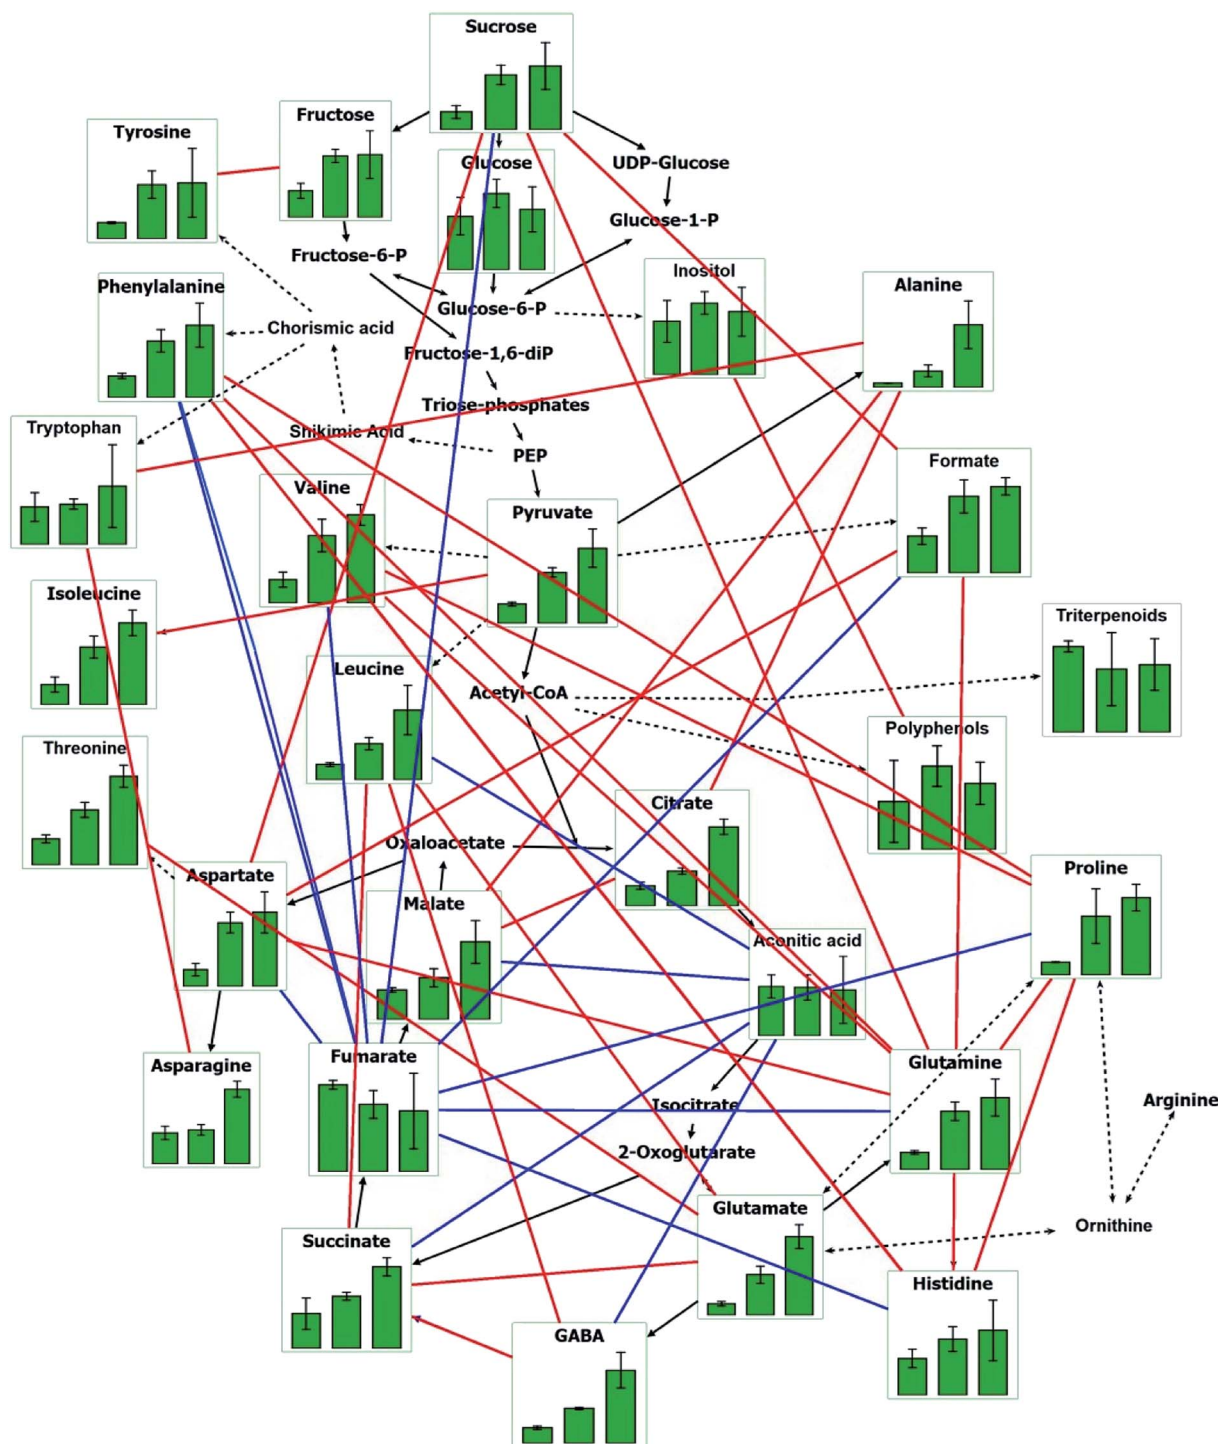 Sucrose
Fructose
Tyrosine
Glucose
UDP-Glucose
Glucose-1-P
Fructose-6-P
Inositol
Alanine
Phenylalanine
Glucose-6-P
Chorismic acid
Fructose-1,6-diP
Triose-phosphates
Tryptophan
Shikimic Acid
PEP
Formate
Valine
Pyruvate
Isoleucine
Triterpenoids
Leucine
Acetyl-CoA
Polyphenols
Threonine
Citrate
Oxaloacetate
Aspartate
Proline
Malate
Aconitic acid
Fumarate
Glutamine
Asparagine
Isocitrate
Arginine
2-Oxoglutarate
Glutamate
Ornithine
Succinate
Histidine
GABA